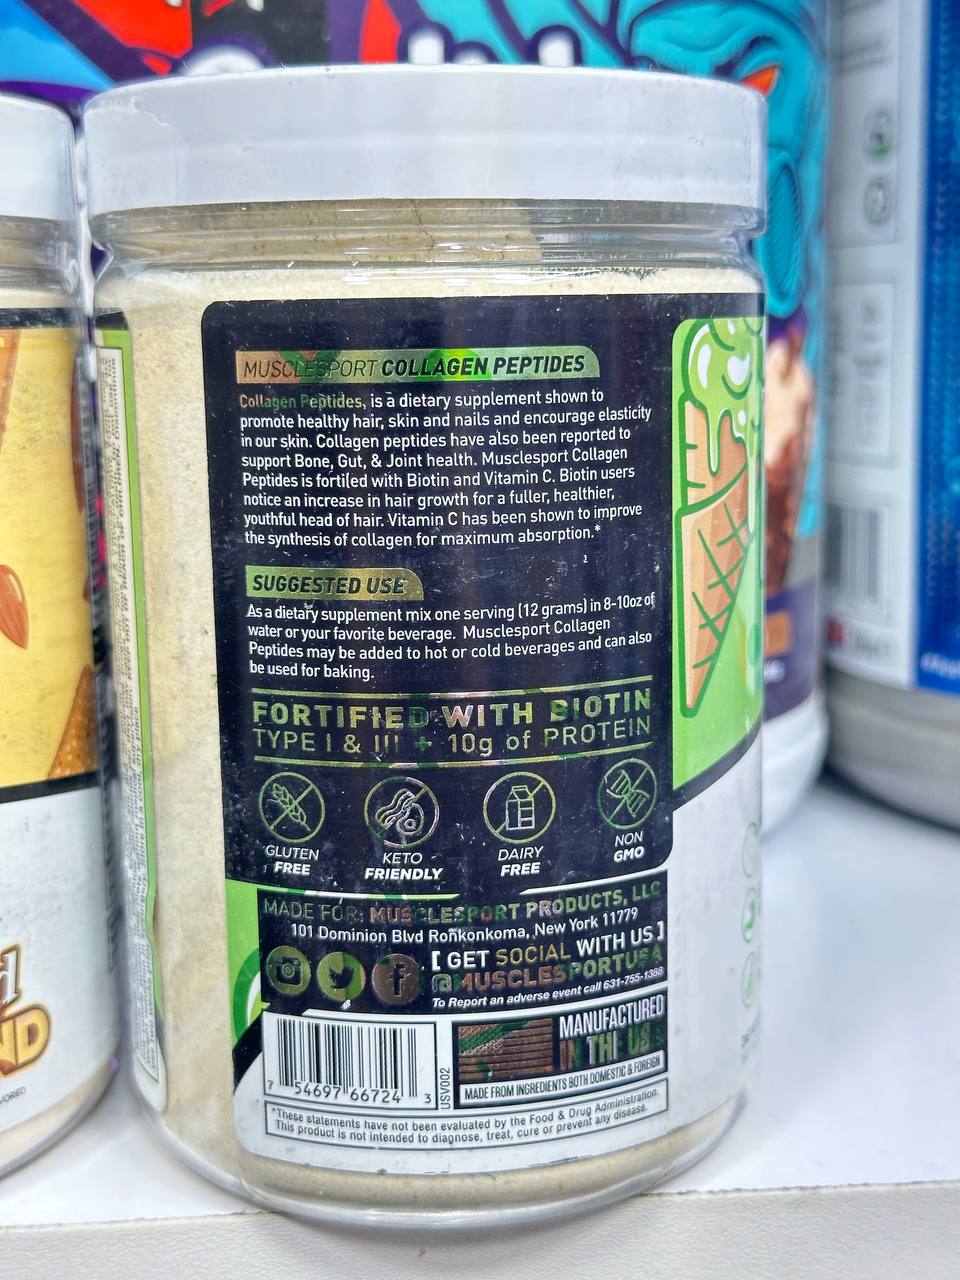 MUSCLESPORT COLLAGEN PEPTIDES
Collagen Peptides, is a dietary supplement shown to
promote healthy hair, skin and nails and encourage elasticity
in our skin. Collagen peptides have also been reported to
support Bone, Gut, & Joint health. Musclesport Collagen
Peptides is fortiled with Biotin and Vitamin C. Biotin users
notice an increase in hair growth for a fuller, healthier,
youthful head of hair. Vitamin C has been shown to improve
the synthesis of collagen for maximum absorption.*
SUGGESTED USE
As a dietary supplement mix one serving (12 grams) in 8-10oz of
water or your favorite beverage. Musclesport Collagen
Peptides may be added to hot or cold beverages and can also
be used for baking.
FORTIFIED WITH BIOTIN
TYPE I & III + 10g of PROTEIN
GLUTEN FREE
KETO FRIENDLY
DAIRY FREE
NON GMO
MADE FOR: MUSCLESPORT PRODUCTS, LLC
101 Dominion Blvd Ronkonkoma, New York 11779
[GET SOCIAL WITH US]
@MUSCLESPORTUSA
To Report an adverse event call 631-755-1388
MANUFACTURED
IN THE USA
MADE FROM INGREDIENTS BOTH DOMESTIC & FOREIGN
7 54697 66724 3
USV002
*These statements have not been evaluated by the Food & Drug Administration.
This product is not intended to diagnose, treat, cure or prevent any disease.